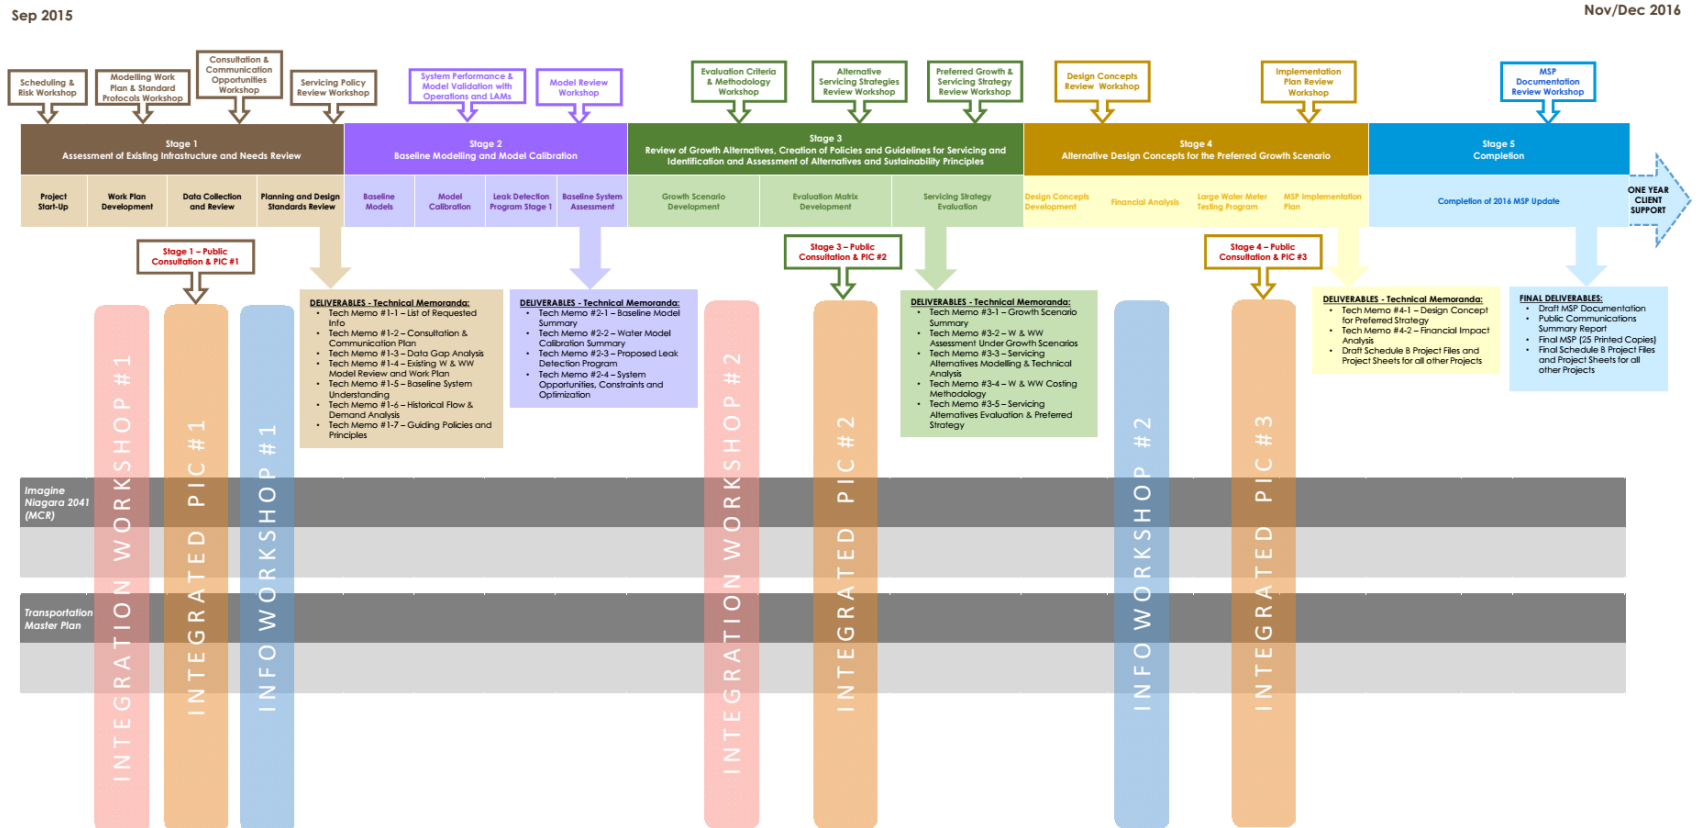 Sep 2015
Nov/Dec 2016
Scheduling &
Risk Workshop
Modelling Work
Plan & Standard
Protocols Workshop
Consultation &
Communication
Opportunities
Workshop
Servicing Policy
Review Workshop
System Performance &
Model Validation with
Operations and LAMs
Model Review
Workshop
Evaluation Criteria
& Methodology
Workshop
Alternative
Servicing Strategies
Review Workshop
Preferred Growth &
Servicing Strategy
Review Workshop
Design Concepts
Review Workshop
Implementation
Plan Review
Workshop
MSP
Documentation
Review Workshop
Stage 1
Assessment of Existing Infrastructure and Needs Review
Stage 2
Baseline Modelling and Model Calibration
Stage 3
Review of Growth Alternatives, Creation of Policies and Guidelines for Servicing and
Identification and Assessment of Alternatives and Sustainability Principles
Stage 4
Alternative Design Concepts for the Preferred Growth Scenario
Stage 5
Completion
Project
Start-Up
Work Plan
Development
Data Collection
and Review
Planning and Design
Standards Review
Baseline
Models
Model
Calibration
Leak Detection
Program Stage 1
Baseline System
Assessment
Growth Scenario
Development
Evaluation Matrix
Development
Servicing Strategy
Evaluation
Design Concepts
Development
Financial Analysis
Large Water Meter
Testing Program
MSP Implementation
Plan
Completion of 2016 MSP Update
ONE YEAR
CLIENT
SUPPORT
Stage 1 – Public
Consultation & PIC #1
Stage 3 – Public
Consultation & PIC #2
Stage 4 – Public
Consultation & PIC #3
DELIVERABLES - Technical Memoranda:
• Tech Memo #1-1 – List of Requested
Info
• Tech Memo #1-2 – Consultation &
Communication Plan
• Tech Memo #1-3 – Data Gap Analysis
• Tech Memo #1-4 – Existing W & WW
Model Review and Work Plan
• Tech Memo #1-5 – Baseline System
Understanding
• Tech Memo #1-6 – Historical Flow &
Demand Analysis
• Tech Memo #1-7 – Guiding Policies and
Principles
DELIVERABLES - Technical Memoranda:
• Tech Memo #2-1 – Baseline Model
Summary
• Tech Memo #2-2 – Water Model
Calibration Summary
• Tech Memo #2-3 – Proposed Leak
Detection Program
• Tech Memo #2-4 – System
Opportunities, Constraints and
Optimization
DELIVERABLES - Technical Memoranda:
• Tech Memo #3-1 – Growth Scenario
Summary
• Tech Memo #3-2 – W & WW
Assessment Under Growth Scenarios
• Tech Memo #3-3 – Servicing
Alternatives Modelling & Technical
Analysis
• Tech Memo #3-4 – W & WW Costing
Methodology
• Tech Memo #3-5 – Servicing
Alternatives Evaluation & Preferred
Strategy
DELIVERABLES - Technical Memoranda:
• Tech Memo #4-1 – Design Concept
for Preferred Strategy
• Tech Memo #4-2 – Financial Impact
Analysis
• Draft Schedule B Project Files and
Project Sheets for all other Projects
FINAL DELIVERABLES:
• Draft MSP Documentation
• Public Communications
Summary Report
• Final MSP (25 Printed Copies)
• Final Schedule B Project Files
and Project Sheets for all
other Projects
INTEGRATION WORKSHOP #1
INTEGRATED PIC #1
INFO WORKSHOP #1
INTEGRATION WORKSHOP #2
INTEGRATED PIC #2
INFO WORKSHOP #2
INTEGRATED PIC #3
Imagine
Niagara 2041
(MCR)
Transportation
Master Plan